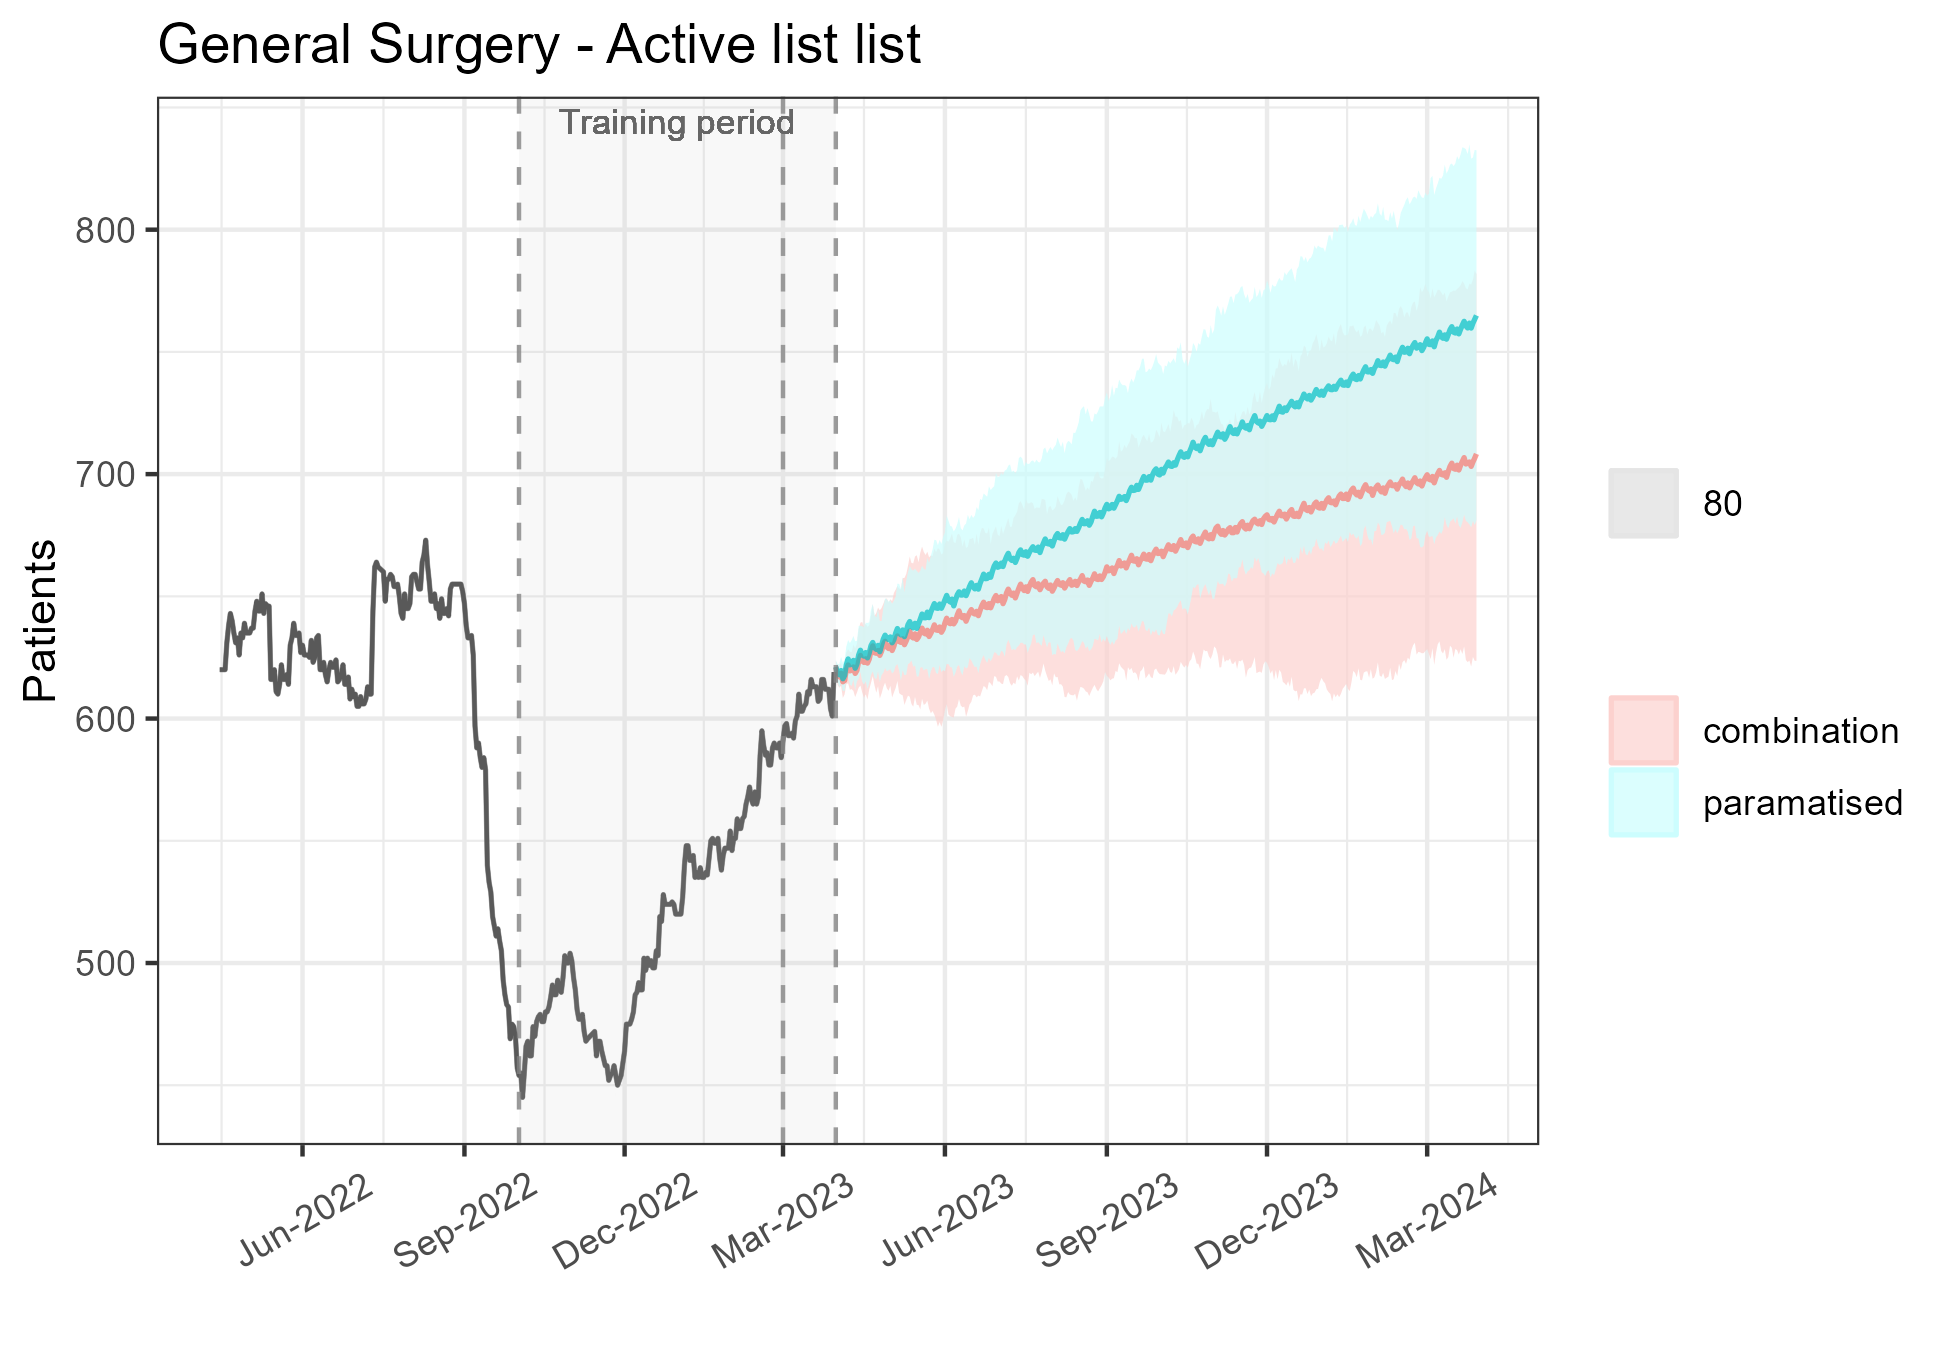 General Surgery - Active list list
Training period
Patients
800
700
600
500
Jun-2022
Sep-2022
Dec-2022
Mar-2023
Jun-2023
Sep-2023
Dec-2023
Mar-2024
80
combination
paramatised